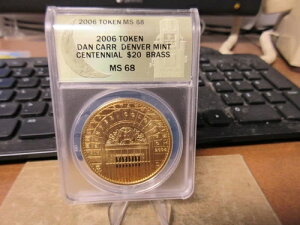 2006 TOKEN MS 68
2006 TOKEN
DAN CARR DENVER MINT
CENTENNIAL $20 BRASS
MS 68